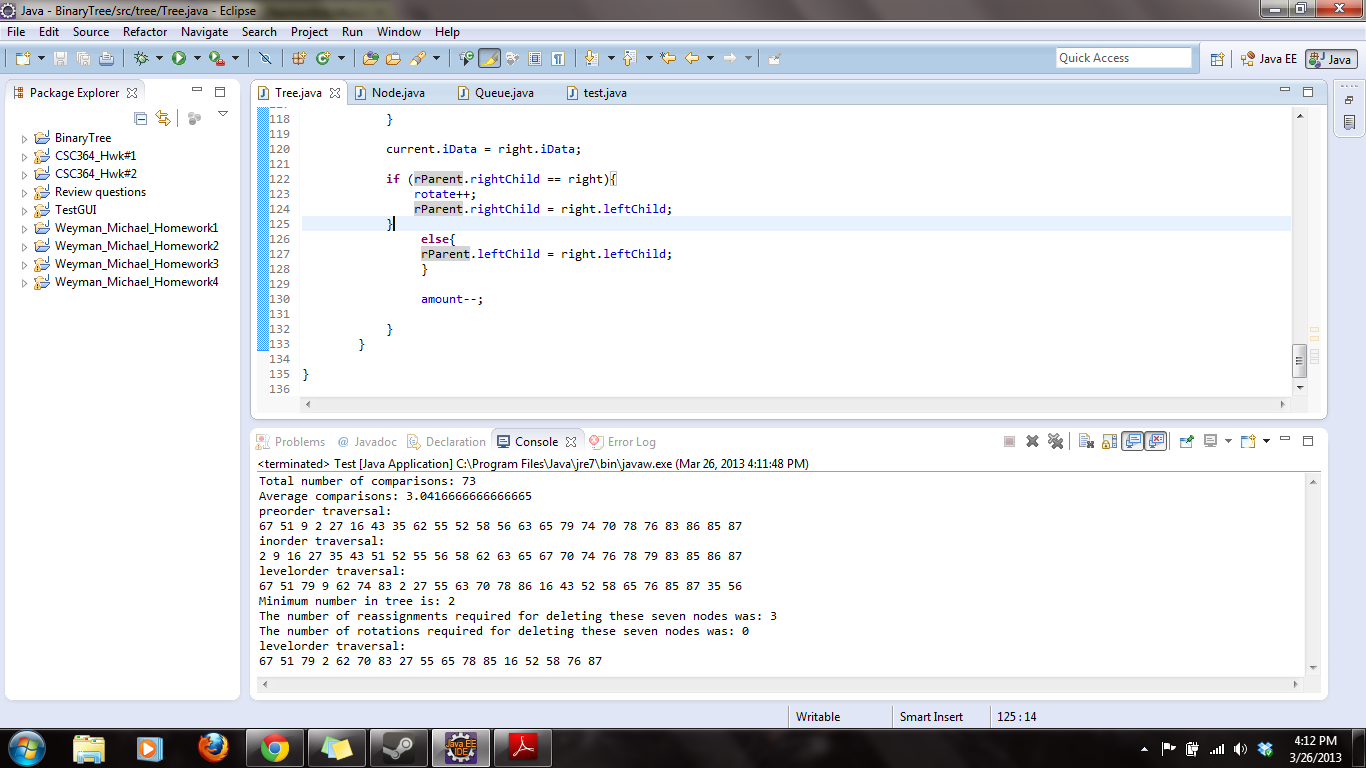 Java - BinaryTree/src/tree/Tree.java - Eclipse
File Edit Source Refactor Navigate Search Project Run Window Help
Quick Access
Java EE Java
Package Explorer
BinaryTree
CSC364_Hwk#1
CSC364_Hwk#2
Review questions
TestGUI
Weyman_Michael_Homework1
Weyman_Michael_Homework2
Weyman_Michael_Homework3
Weyman_Michael_Homework4
Tree.java Node.java Queue.java test.java
118 }
119
120 current.iData = right.iData;
121
122 if (rParent.rightChild == right){
123 rotate++;
124 rParent.rightChild = right.leftChild;
125 }
126 else{
127 rParent.leftChild = right.leftChild;
128 }
129
130 amount--;
131
132 }
133 }
134
135 }
136
Problems @ Javadoc Declaration Console Error Log
<terminated> Test [Java Application] C:\Program Files\Java\jre7\bin\javaw.exe (Mar 26, 2013 4:11:48 PM)
Total number of comparisons: 73
Average comparisons: 3.0416666666666665
preorder traversal:
67 51 9 2 27 16 43 35 62 55 52 58 56 63 65 79 74 70 78 76 83 86 85 87
inorder traversal:
2 9 16 27 35 43 51 52 55 56 58 62 63 65 67 70 74 76 78 79 83 85 86 87
levelorder traversal:
67 51 79 9 62 74 83 2 27 55 63 70 78 86 16 43 52 58 65 76 85 87 35 56
Minimum number in tree is: 2
The number of reassignments required for deleting these seven nodes was: 3
The number of rotations required for deleting these seven nodes was: 0
levelorder traversal:
67 51 79 2 62 70 83 27 55 65 78 85 16 52 58 76 87
Writable Smart Insert 125 : 14
Java EE
IDE
4:12 PM
3/26/2013